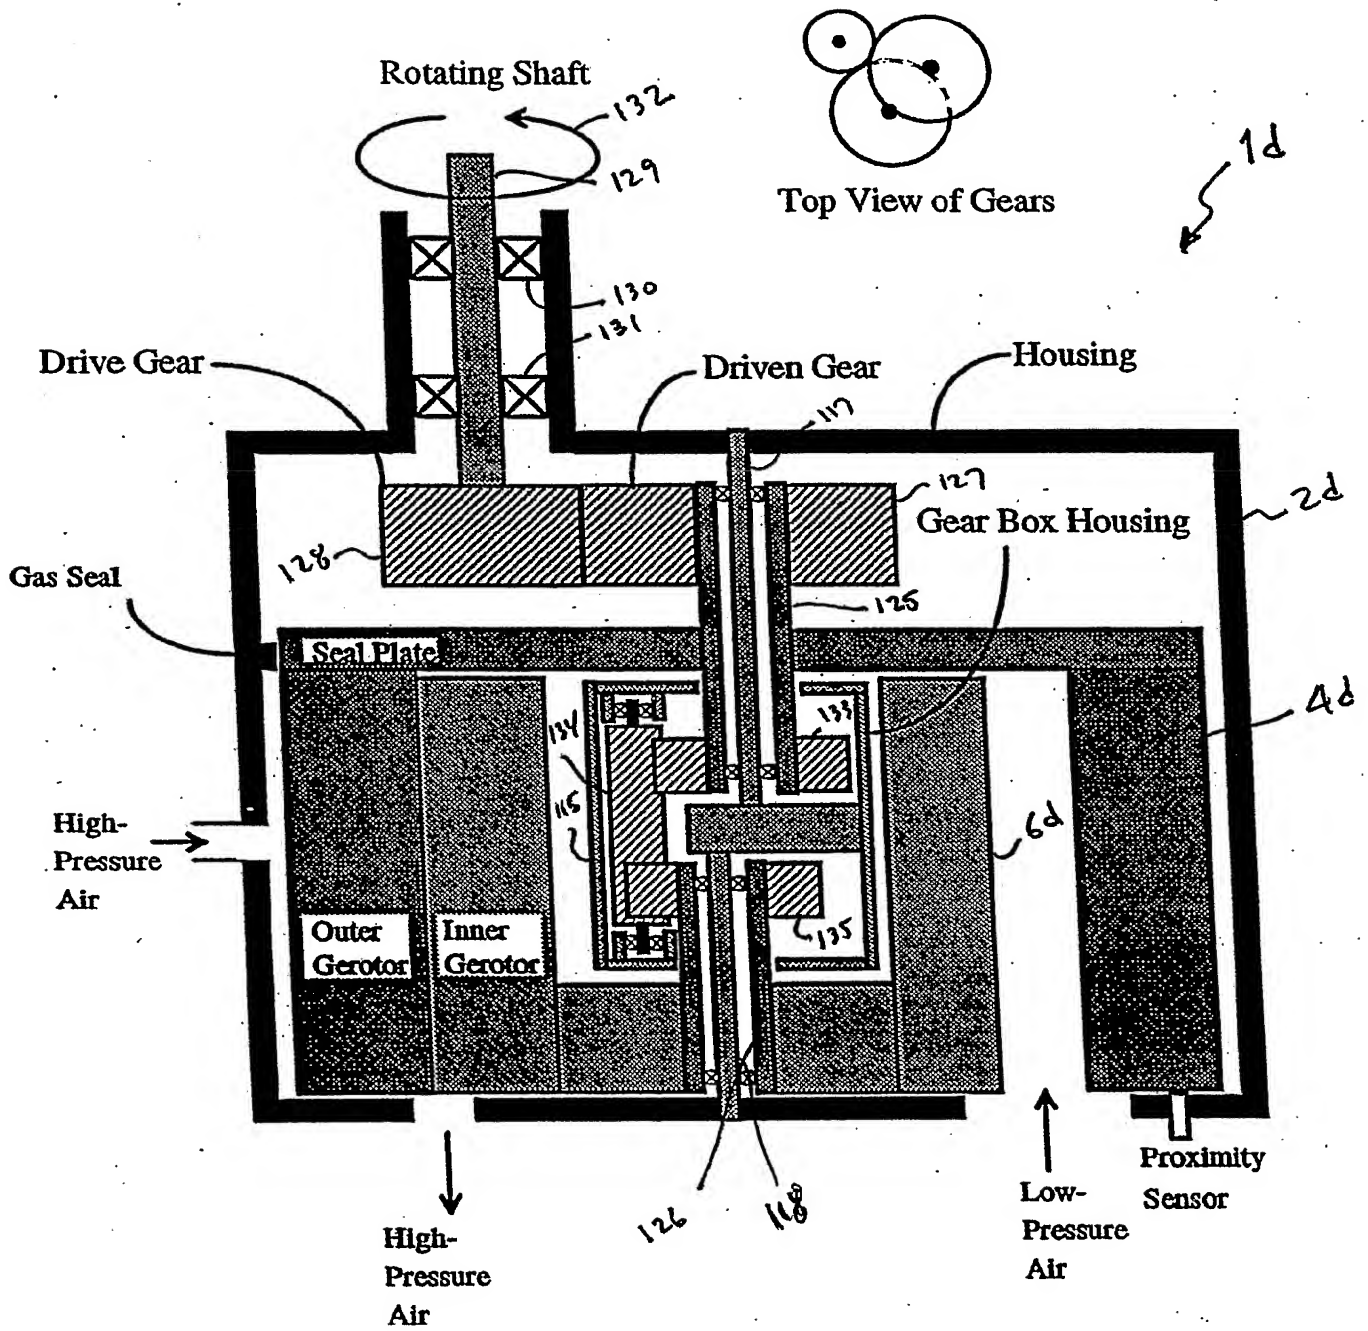 Rotating Shaft
132
129
Top View of Gears
1d
130
131
Drive Gear
Driven Gear
Housing
117
127
Gear Box Housing
2d
128
Gas Seal
125
Seal Plate
4d
134
133
115
High-
Pressure
Air
6d
Outer
Gerotor
Inner
Gerotor
135
126
118
Proximity
Sensor
Low-
Pressure
Air
High-
Pressure
Air